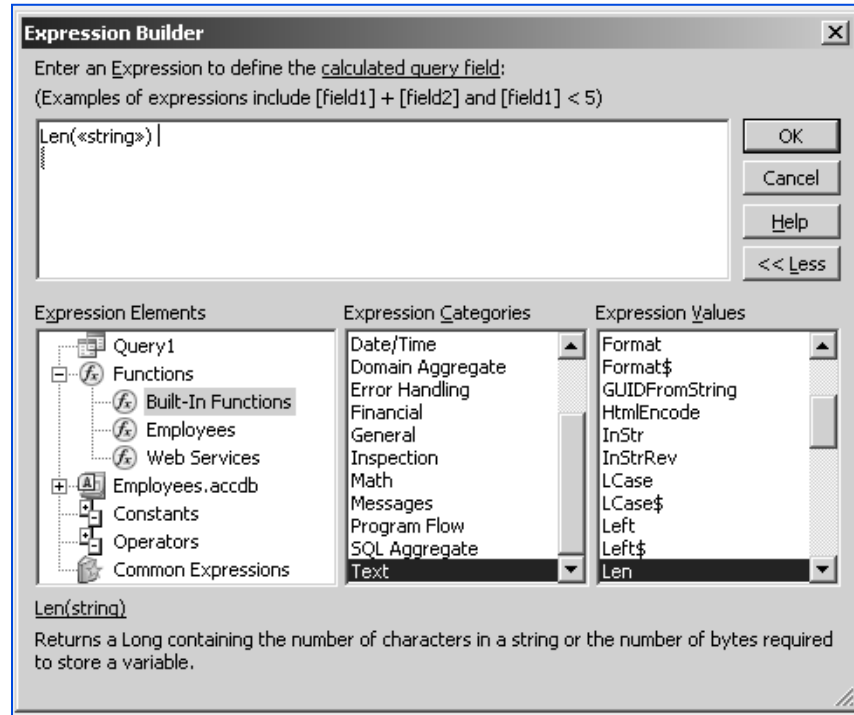 Expression Builder
Enter an Expression to define the calculated query field:
(Examples of expressions include [field1] + [field2] and [field1] < 5)
Len(«string»)
OK
Cancel
Help
<< Less
Expression Elements
Query1
Functions
Built-In Functions
Employees
Web Services
Employees.accdb
Constants
Operators
Common Expressions
Expression Categories
Date/Time
Domain Aggregate
Error Handling
Financial
General
Inspection
Math
Messages
Program Flow
SQL Aggregate
Text
Expression Values
Format
Format$
GUIDFromString
HtmlEncode
InStr
InStrRev
LCase
LCase$
Left
Left$
Len
Len(string)
Returns a Long containing the number of characters in a string or the number of bytes required
to store a variable.